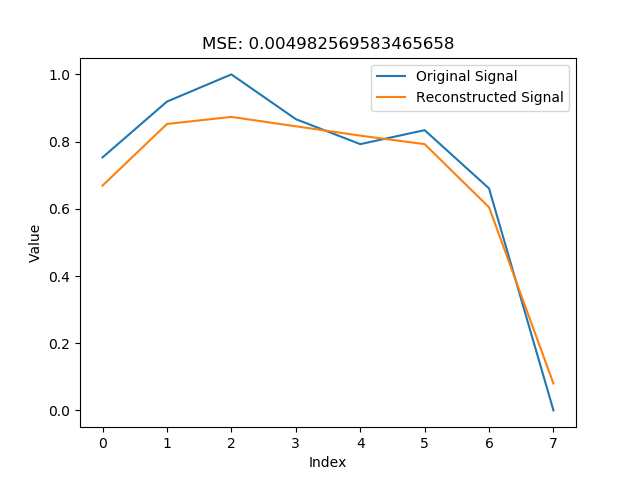 MSE: 0.004982569583465658
Original Signal
Reconstructed Signal
1.0
0.8
0.6
0.4
0.2
0.0
Value
0 1 2 3 4 5 6 7
Index